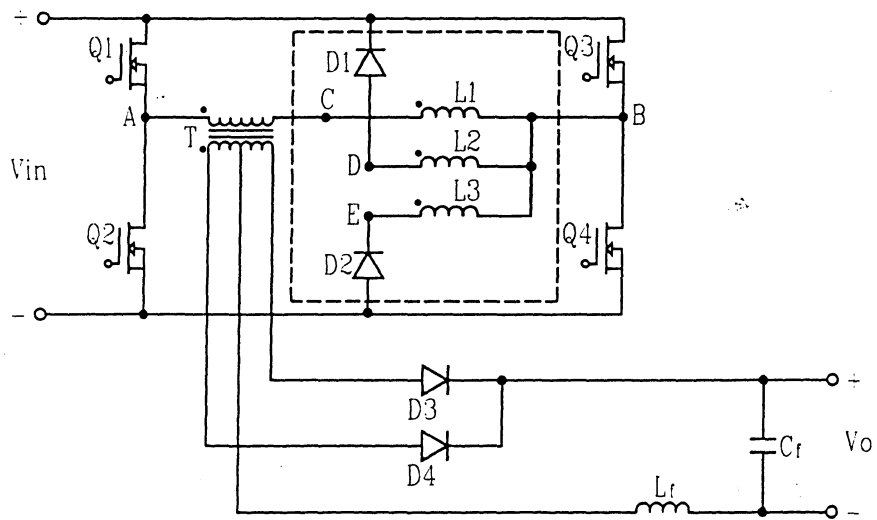 +
Q1
D1
Q3
A
T
C
L1
B
L2
D
Vin
L3
E
Q2
D2
Q4
-
D3
+
D4
Cf
Vo
Lf
-